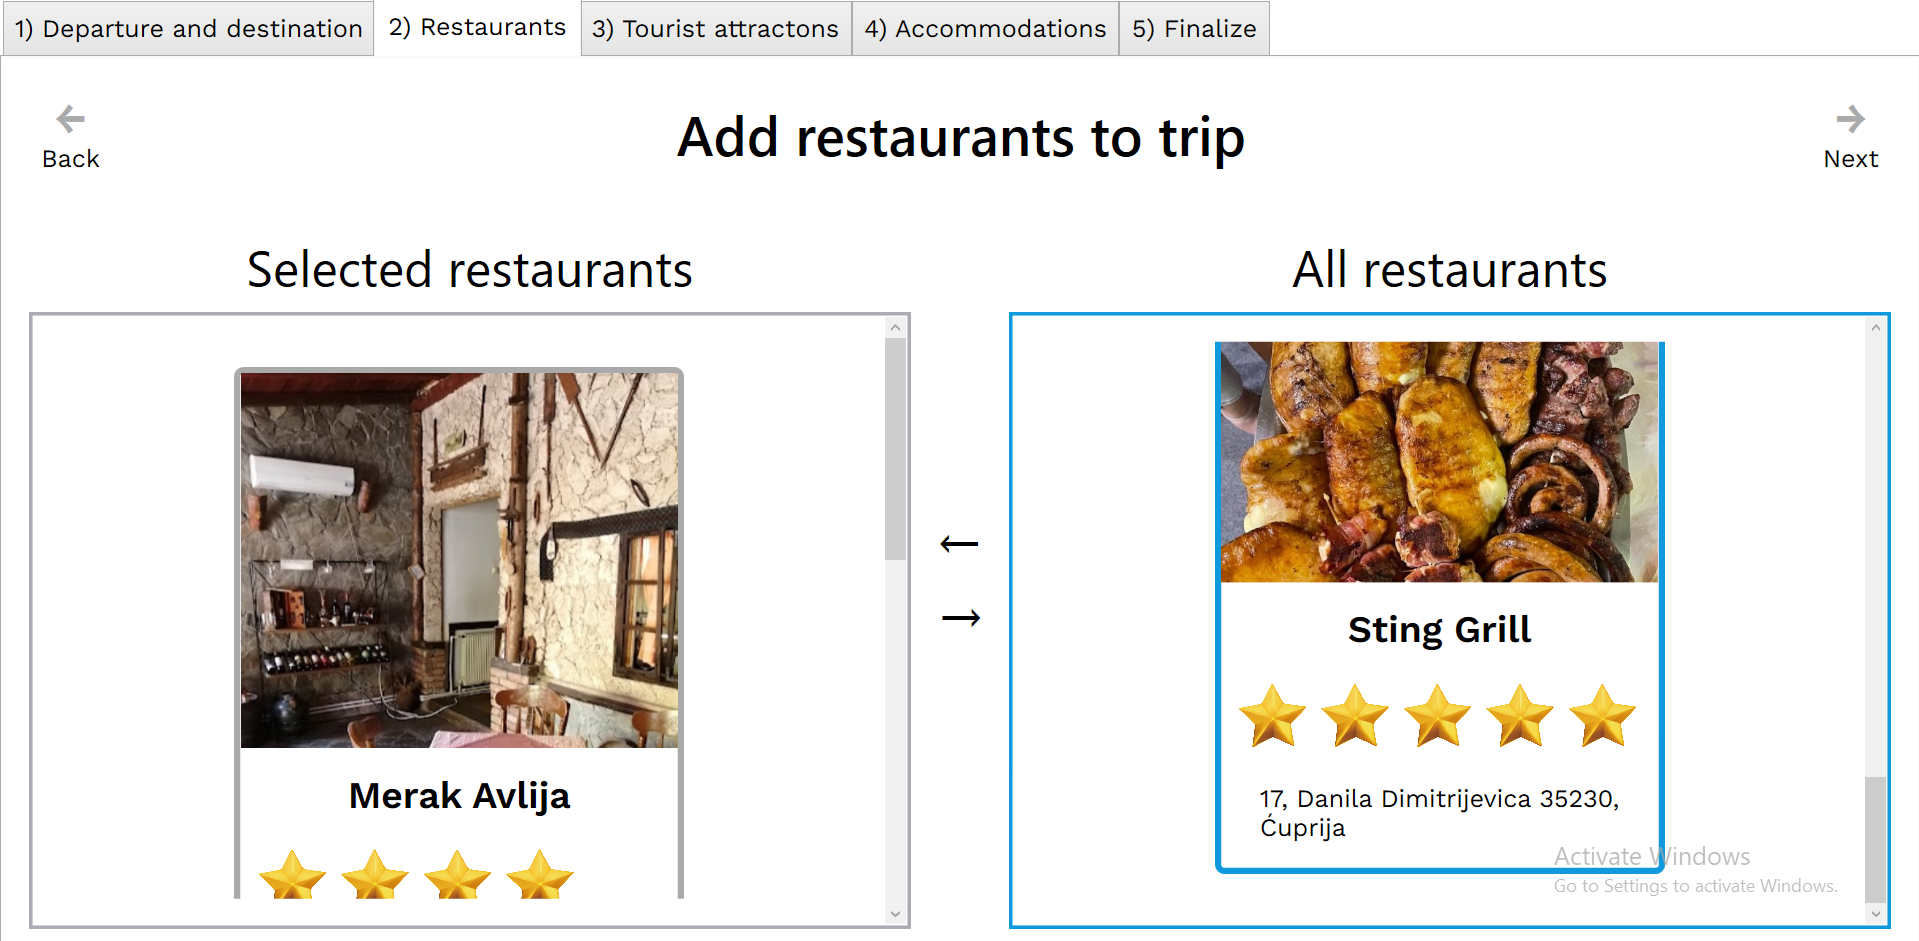 1) Departure and destination
2) Restaurants
3) Tourist attractons
4) Accommodations
5) Finalize
Back
Add restaurants to trip
Next
Selected restaurants
All restaurants
Merak Avlija
Sting Grill
17, Danila Dimitrijevica 35230,
Ćuprija
Activate Windows
Go to Settings to activate Windows.